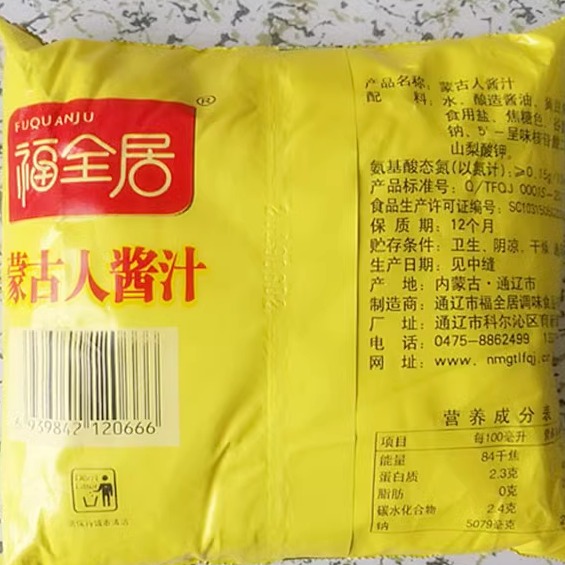 FUQUANJU
®
福全居
蒙古人酱汁
939842 120666
产品名称：蒙古人酱汁
配 料：水、酿造酱油、
食用盐、焦糖色、
钠、5'-呈味核苷酸
山梨酸钾。
氨基酸态氮(以氮计)：≥0.15g
产品标准号：Q/TFQJ 0001S-20
食品生产许可证编号：SC103150
保 质 期：12个月
贮存条件：卫生、阴凉、干燥
生产日期：见中缝
产 地：内蒙古·通辽市
制造商：通辽市福全居调味食品
厂 址：通辽市科尔沁区
电 话：0475-8862499
网 址：www．nmgtlfqj.c
营养成分表
项目 每100毫升
能量 84千焦
蛋白质 2.3克
脂肪 0克
碳水化合物 2.4克
钠 5079毫克